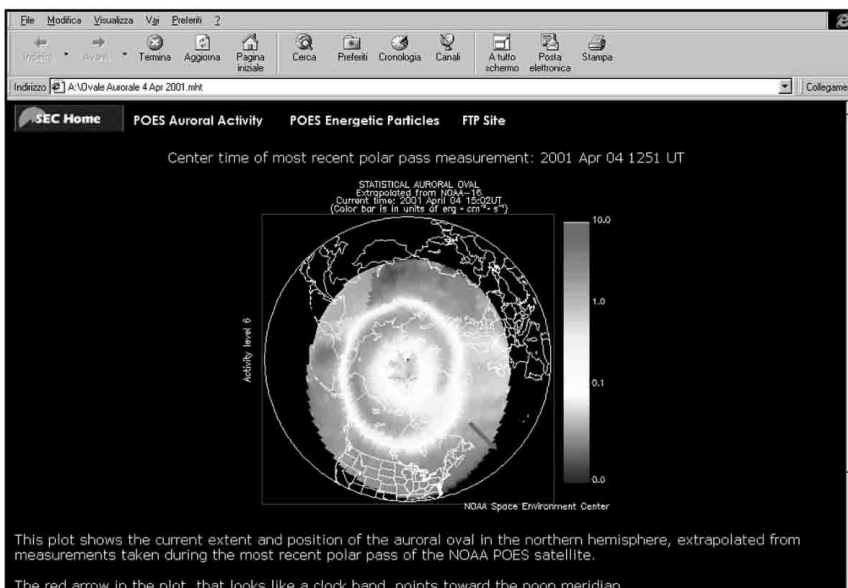 File Modifica Visualizza Vai Preferiti ?
Indietro Avanti Termina Aggiorna Pagina iniziale Cerca Preferiti Cronologia Canali A tutto schermo Posta elettronica Stampa
Indirizzo A:\Ovale Aurorale 4 Apr 2001.mht Collegame
SEC Home POES Auroral Activity POES Energetic Particles FTP Site
Center time of most recent polar pass measurement: 2001 Apr 04 1251 UT
STATISTICAL AURORAL OVAL
Extrapolated from NOAA-16
Current time: 2001 April 04 15:02UT
(Color bar is in units of erg · cm⁻² · s⁻¹)
10.0
1.0
Activity level 6
0.1
0.0
NOAA Space Environment Center
This plot shows the current extent and position of the auroral oval in the northern hemisphere, extrapolated from
measurements taken during the most recent polar pass of the NOAA POES satellite.
The red arrow in the plot, that looks like a clock hand, points toward the noon meridian.